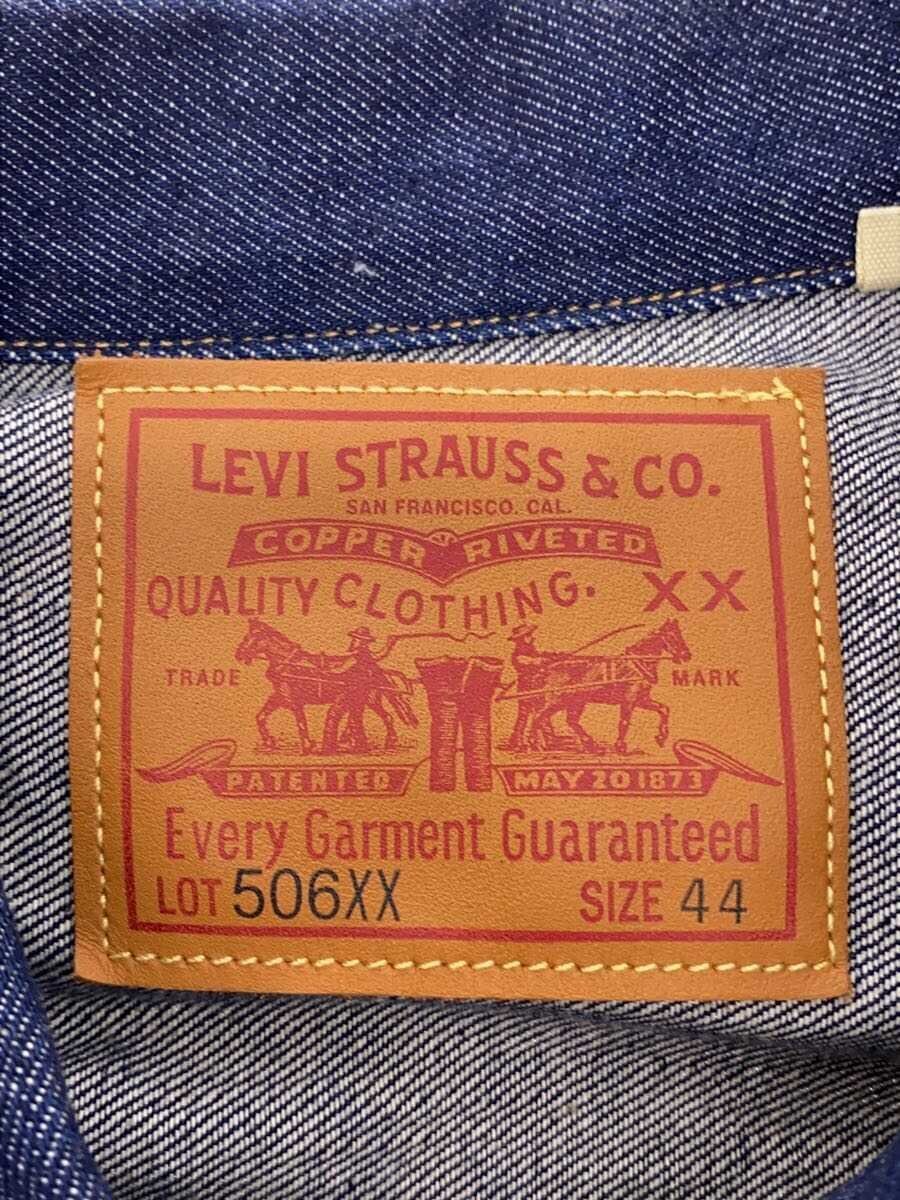 LEVI STRAUSS & CO.
SAN FRANCISCO. CAL.
COPPER RIVETED
QUALITY CLOTHING. XX
TRADE MARK
PATENTED MAY 20 1873
Every Garment Guaranteed
LOT 506XX SIZE 44